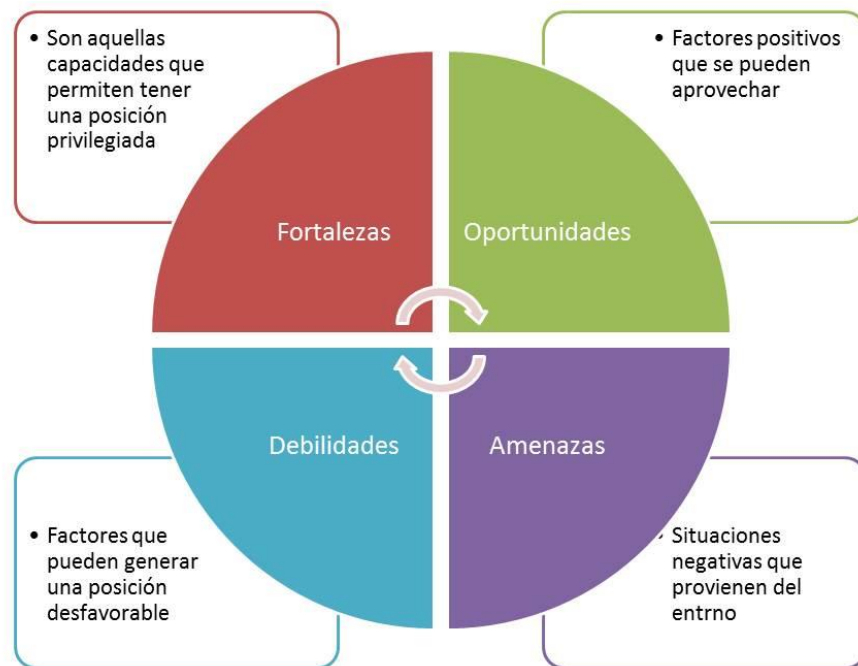 • Son aquellas
capacidades que
permiten tener
una posición
privilegiada
• Factores positivos
que se pueden
aprovechar
Fortalezas
Oportunidades
Debilidades
Amenazas
• Factores que
pueden generar
una posición
desfavorable
• Situaciones
negativas que
provienen del
entrno